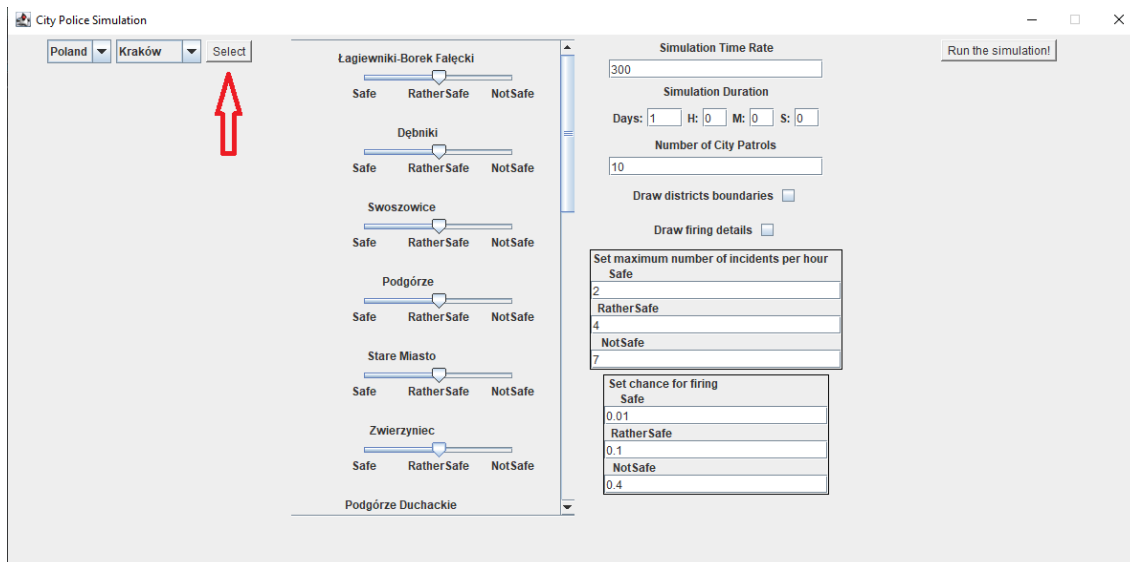 City Police Simulation
Poland Kraków Select
Łagiewniki-Borek Fałęcki
Safe RatherSafe NotSafe
Dębniki
Safe RatherSafe NotSafe
Swoszowice
Safe RatherSafe NotSafe
Podgórze
Safe RatherSafe NotSafe
Stare Miasto
Safe RatherSafe NotSafe
Zwierzyniec
Safe RatherSafe NotSafe
Podgórze Duchackie
Simulation Time Rate
300
Simulation Duration
Days: 1 H: 0 M: 0 S: 0
Number of City Patrols
10
Draw districts boundaries
Draw firing details
Set maximum number of incidents per hour
Safe
2
RatherSafe
4
NotSafe
7
Set chance for firing
Safe
0.01
RatherSafe
0.1
NotSafe
0.4
Run the simulation!